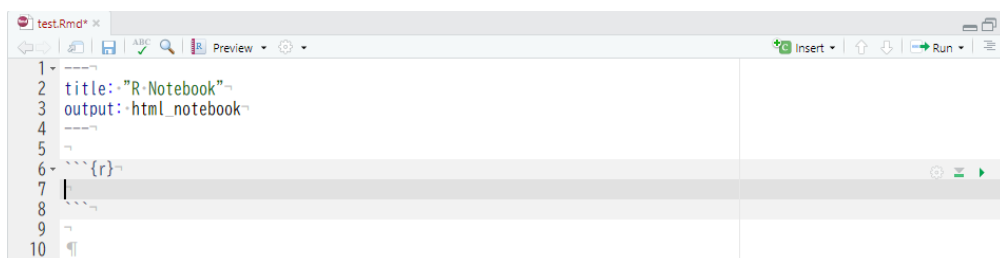 test.Rmd*
ABC Preview Insert Run
1 ---
2 title: "R Notebook"
3 output: html_notebook
4 ---
5
6 ```{r}
7
8 ```
9
10